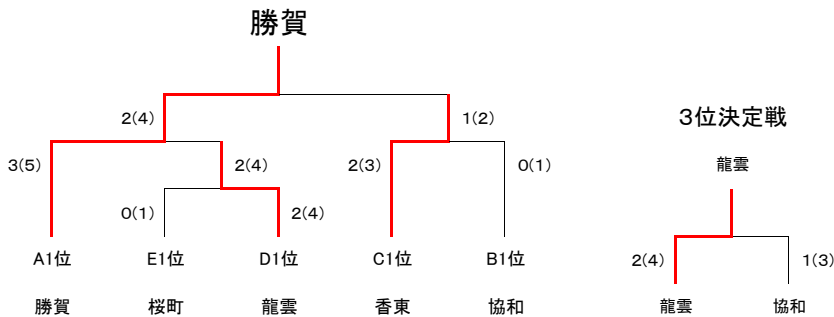 勝賀
2(4)
1(2)
3位決定戦
3(5)
2(4)
2(3)
0(1)
龍雲
0(1)
2(4)
A1位
E1位
D1位
C1位
B1位
2(4)
1(3)
勝賀
桜町
龍雲
香東
協和
龍雲
協和